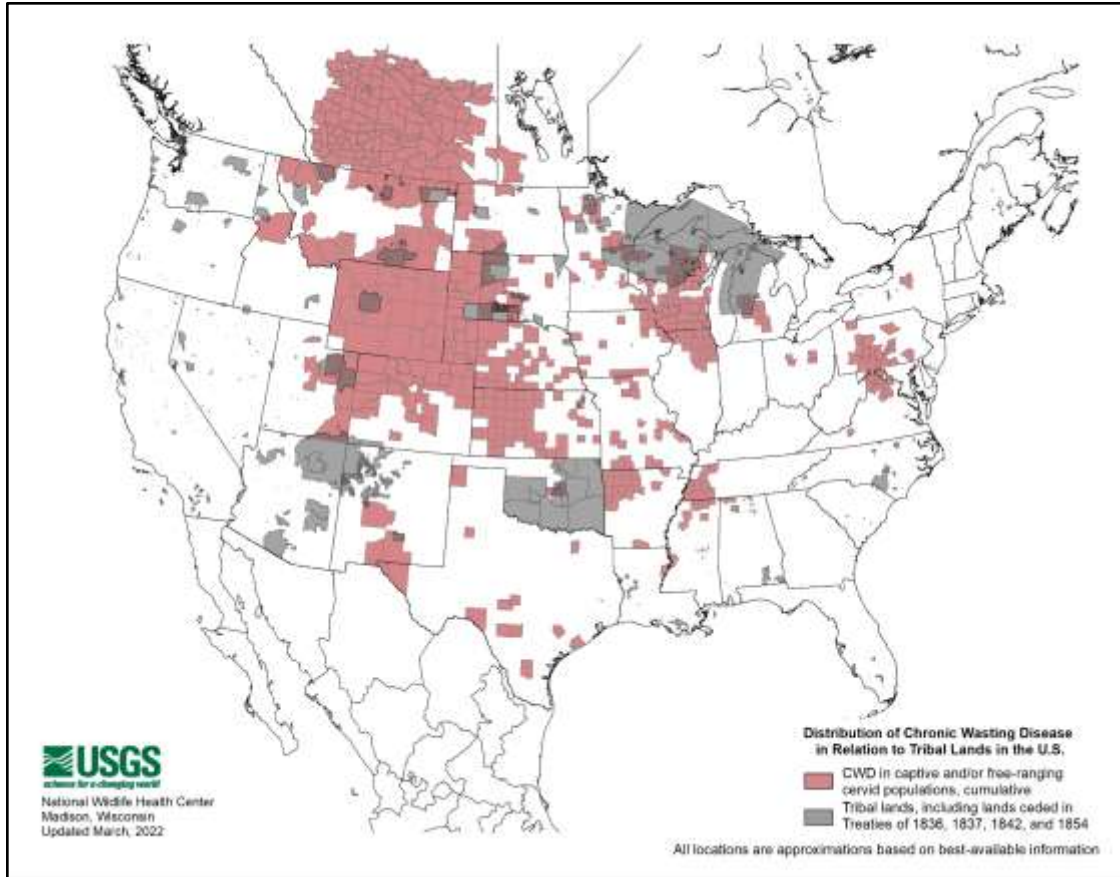 Distribution of Chronic Wasting Disease
in Relation to Tribal Lands in the U.S.
CWD in captive and/or free-ranging
cervid populations, cumulative
Tribal lands, including lands ceded in
Treaties of 1836, 1837, 1842, and 1854
All locations are approximations based on best-available information
USGS
science for a changing world
National Wildlife Health Center
Madison, Wisconsin
Updated March, 2022